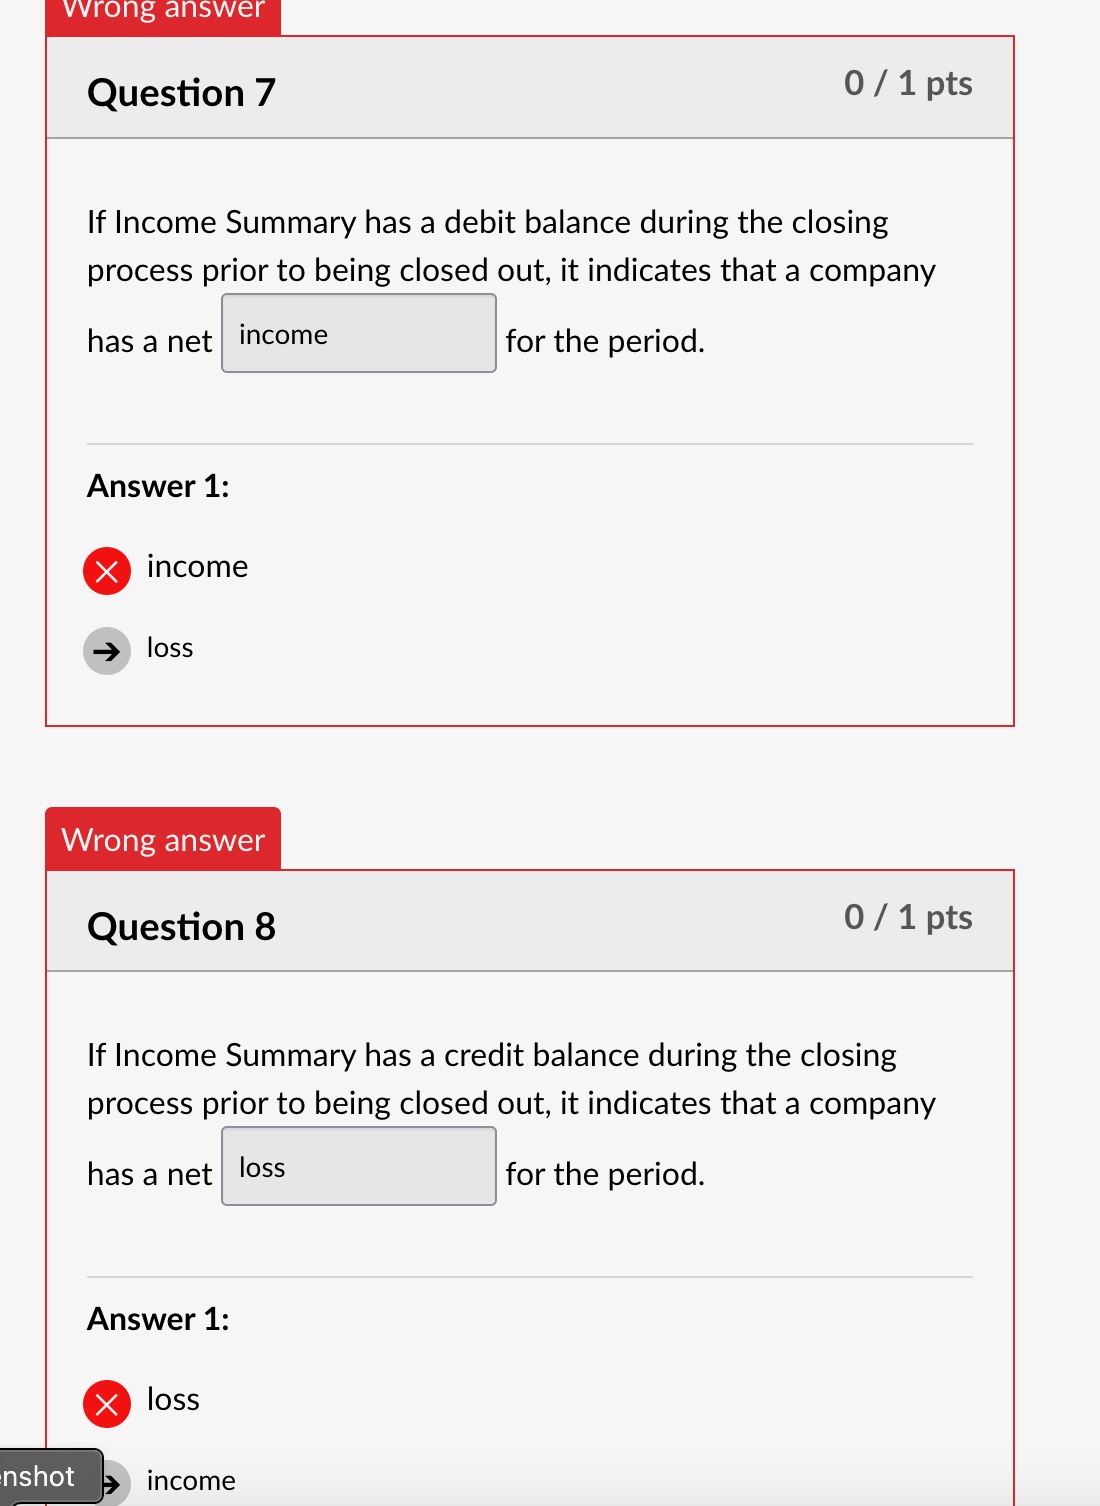 Wrong answer
Question 7
0 / 1 pts
If Income Summary has a debit balance during the closing
process prior to being closed out, it indicates that a company
has a net income for the period.
Answer 1:
income
loss
Wrong answer
Question 8
0 / 1 pts
If Income Summary has a credit balance during the closing
process prior to being closed out, it indicates that a company
has a net loss for the period.
Answer 1:
loss
enshot
income